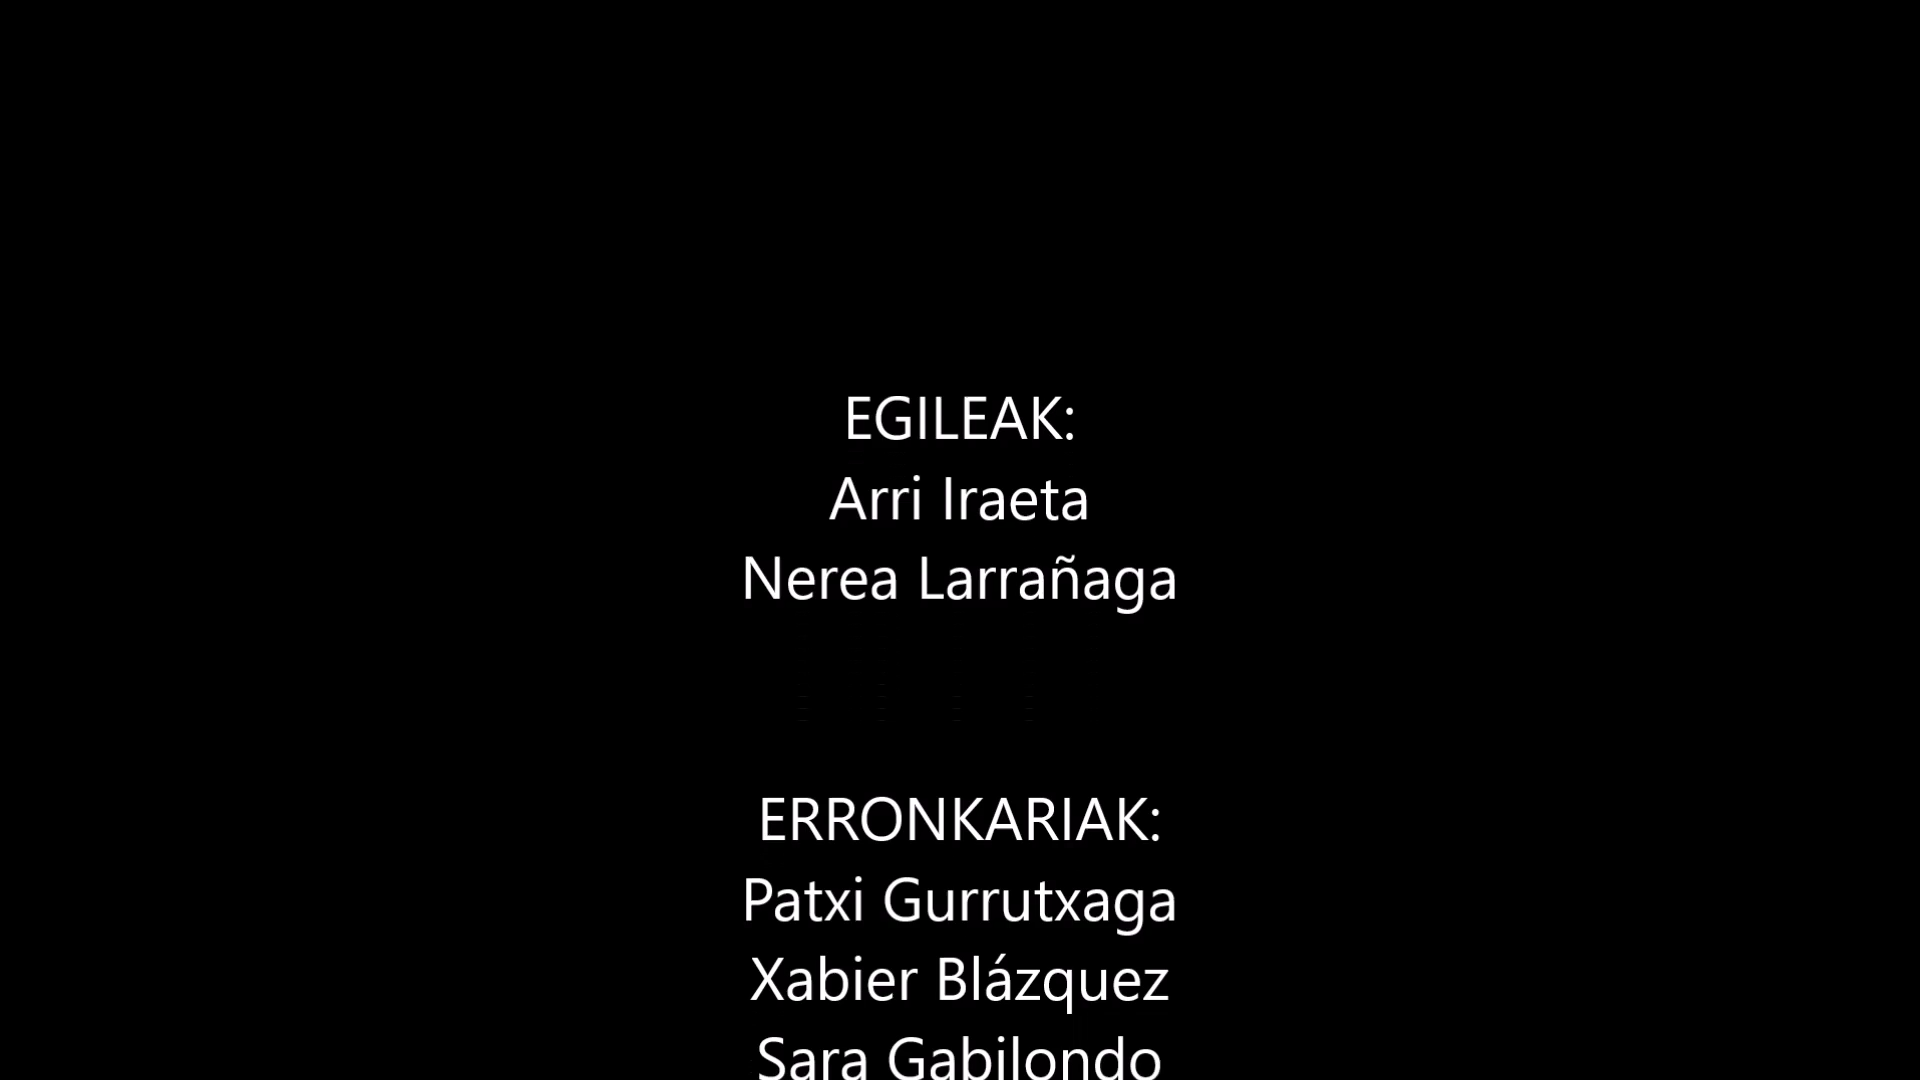 EGILEAK:
Arri Iraeta
Nerea Larrañaga
ERRONKARIAK:
Patxi Gurrutxaga
Xabier Blázquez
Sara Gabilondo